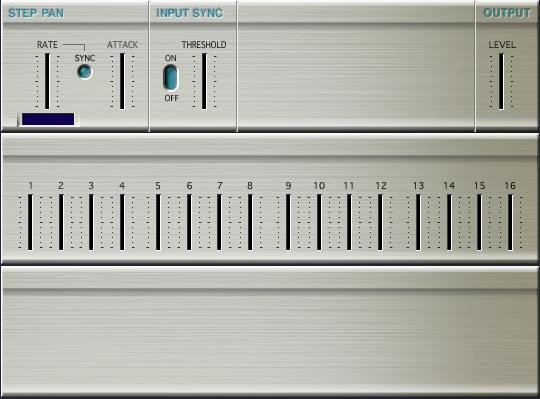 STEP PAN INPUT SYNC OUTPUT
RATE ATTACK THRESHOLD LEVEL
SYNC ON
OFF
1 2 3 4 5 6 7 8 9 10 11 12 13 14 15 16